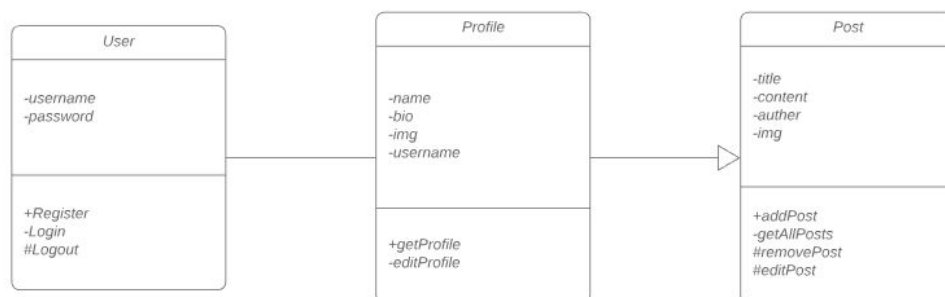 User
-username
-password
+Register
-Login
#Logout
Profile
-name
-bio
-img
-username
+getProfile
-editProfile
Post
-title
-content
-auther
-img
+addPost
-getAllPosts
#removePost
#editPost